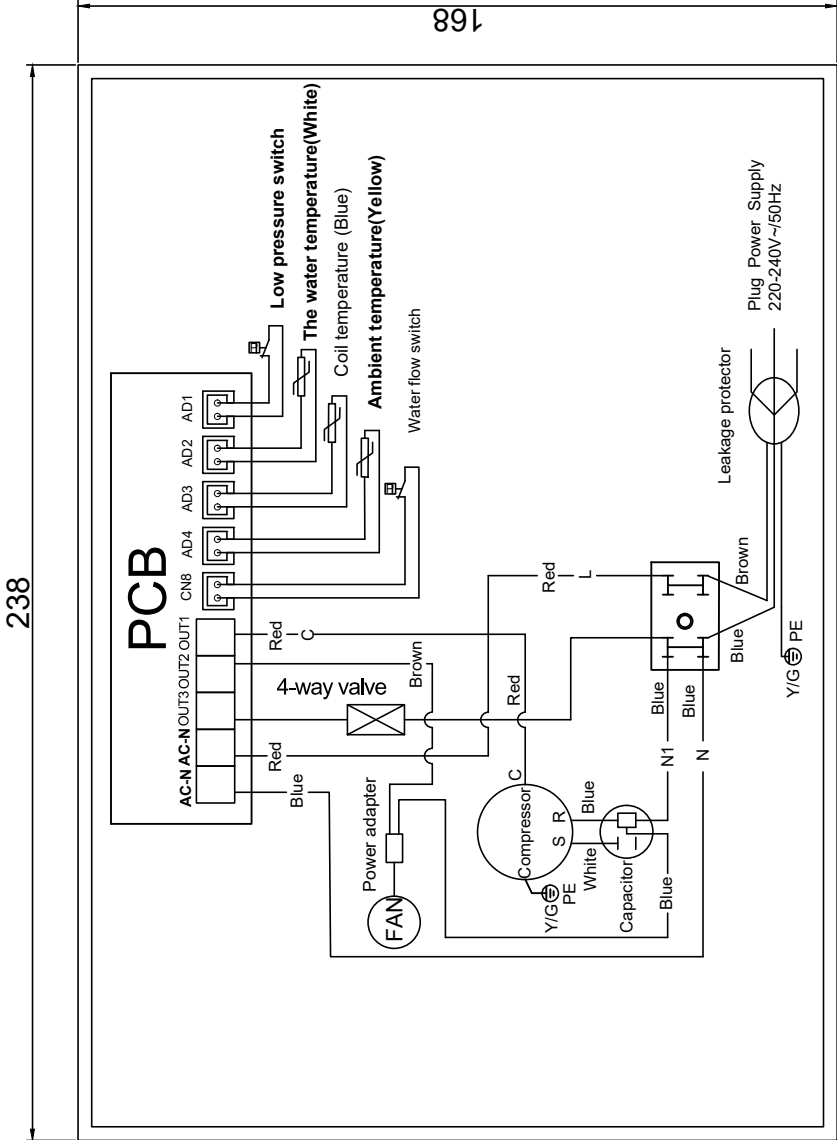 168
238
PCB
AD1
AD2
AD3
AD4
CN8
AC-N AC-N OUT3 OUT2 OUT1
Low pressure switch
The water temperature(White)
Coil temperature (Blue)
Ambient temperature(Yellow)
Water flow switch
Red
C
Brown
4-way valve
Red
Blue
Red
Red
L
Power adapter
FAN
Compressor
C
S
R
Y/G
PE
White
Blue
Capacitor
Blue
Blue
N1
Blue
N
Blue
Brown
Y/G
PE
Leakage protector
Plug Power Supply
220-240V~/50Hz